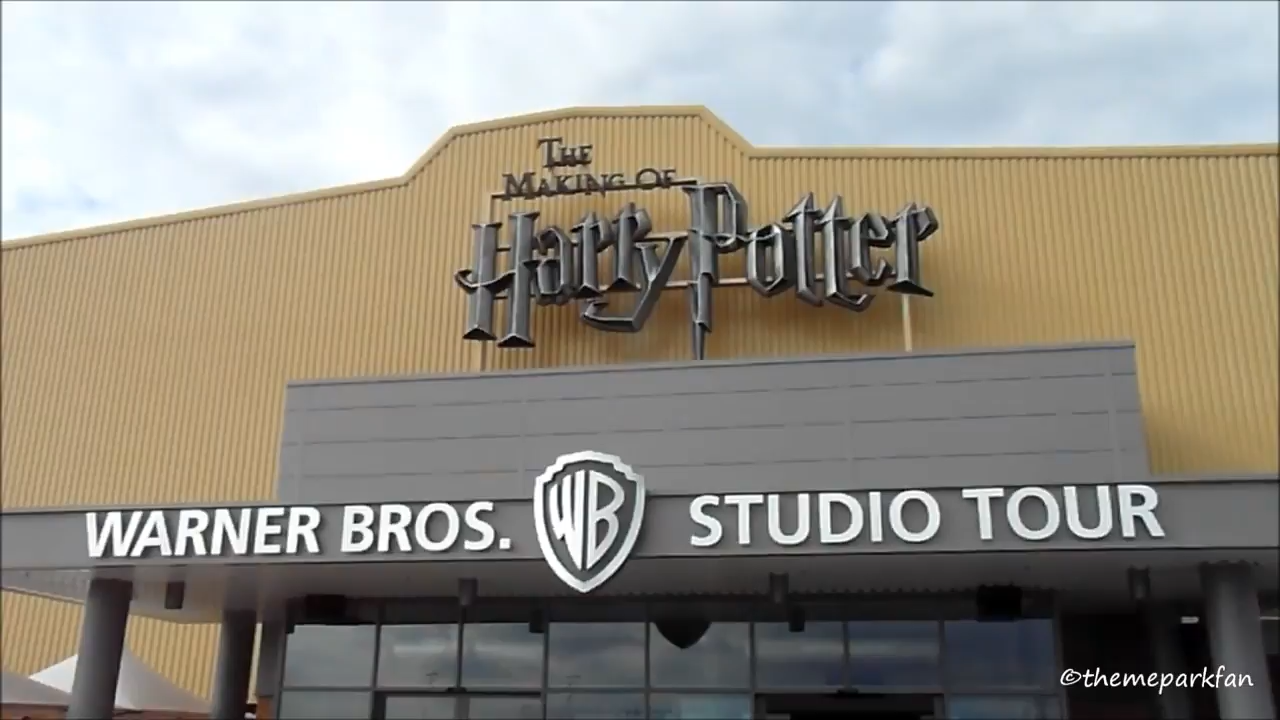 The
Making of
Harry Potter
WARNER BROS. WB STUDIO TOUR
©themeparkfan